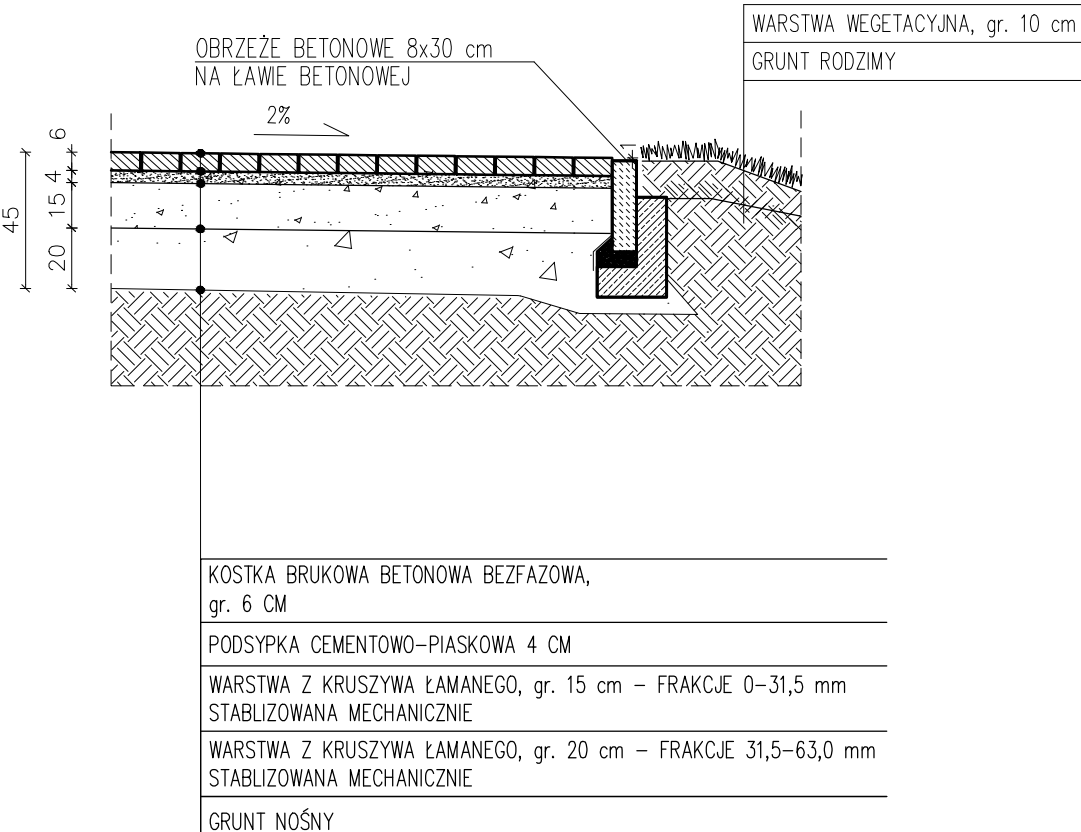 WARSTWA WEGETACYJNA, gr. 10 cm
GRUNT RODZIMY
OBRZEŻE BETONOWE 8x30 cm
NA ŁAWIE BETONOWEJ
2%
1
6
4
15
20
45
KOSTKA BRUKOWA BETONOWA BEZFAZOWA,
gr. 6 CM
PODSYPKA CEMENTOWO-PIASKOWA 4 CM
WARSTWA Z KRUSZYWA ŁAMANEGO, gr. 15 cm – FRAKCJE 0-31,5 mm
STABLIZOWANA MECHANICZNIE
WARSTWA Z KRUSZYWA ŁAMANEGO, gr. 20 cm – FRAKCJE 31,5-63,0 mm
STABLIZOWANA MECHANICZNIE
GRUNT NOŚNY